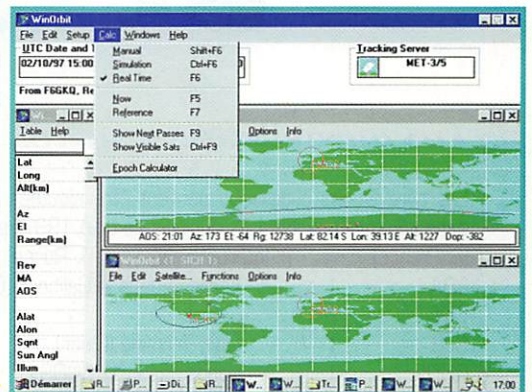 WinOrbit
File Edit Setup Calc Windows Help
UTC Date and
02/10/97 15:00
Tracking Server
MET-3/5
From F6GKQ, Re
Manual Shift+F6
Simulation Ctrl+F6
✓ Real Time F6
Now F5
Reference F7
Show Next Passes F9
Show Visible Sats Ctrl+F9
Epoch Calculator
Table Help
Options Info
Lat
Long
Alt(km)
Az
El
Range(km)
Rev
MA
AOS
Alat
Alon
Sqnt
Sun Angl
Illum
AOS: 21:01 Az: 173 El: -64 Rg: 12738 Lat: 82.14 S Lon: 39.13 E Alt: 1227 Dop: -382
File Edit Satellite... Functions Options Info
Démarrer R... P... Di... R... W... W... Tr... P... W... W... 17:00